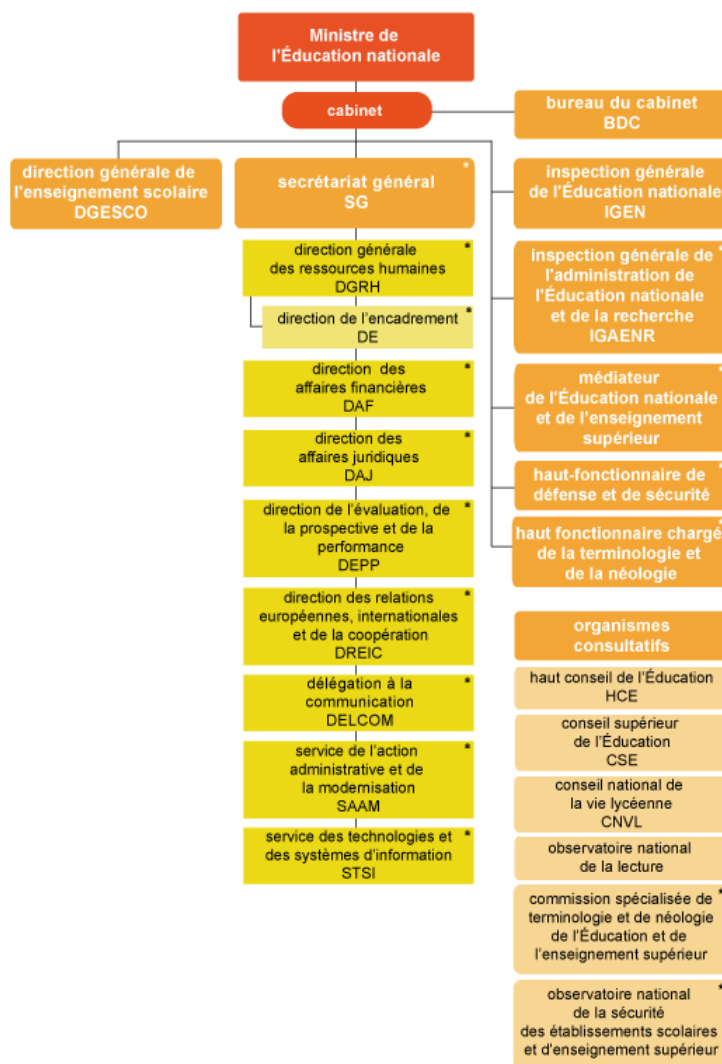 Ministre de
l'Éducation nationale
cabinet
bureau du cabinet
BDC
direction générale de
l'enseignement scolaire
DGESCO
*
secrétariat général
SG
inspection générale
de l'Éducation nationale
IGEN
*
direction générale
des ressources humaines
DGRH
*
direction de l'encadrement
DE
*
direction des
affaires financières
DAF
*
direction des
affaires juridiques
DAJ
*
direction de l'évaluation, de
la prospective et de la
performance
DEPP
*
direction des relations
européennes, internationales
et de la coopération
DREIC
*
délégation à la
communication
DELCOM
*
service de l'action
administrative et de
la modernisation
SAAM
*
service des technologies et
des systèmes d'information
STSI
*
inspection générale de
l'administration de
l'Éducation nationale
et de la recherche
IGAENR
*
médiateur
de l'Éducation nationale
et de l'enseignement
supérieur
*
haut-fonctionnaire de
défense et de sécurité
*
haut fonctionnaire chargé
de la terminologie et
de la néologie
organismes
consultatifs
haut conseil de l'Éducation
HCE
conseil supérieur
de l'Éducation
CSE
conseil national de
la vie lycéenne
CNVL
observatoire national
de la lecture
*
commission spécialisée de
terminologie et de néologie
de l'Éducation et de
l'enseignement supérieur
*
observatoire national
de la sécurité
des établissements scolaires
et d'enseignement supérieur